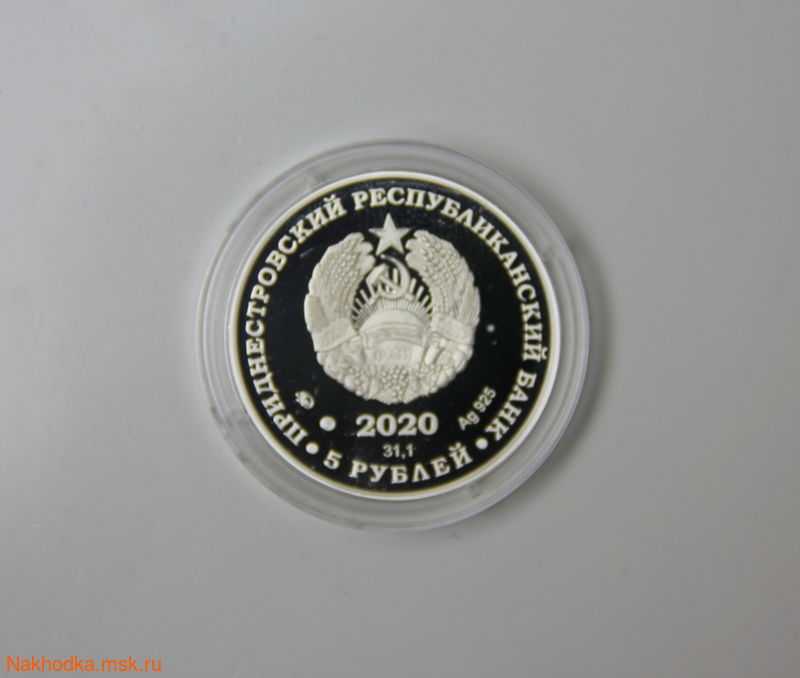 ПРИДНЕСТРОВСКИЙ РЕСПУБЛИКАНСКИЙ БАНК
2020
Ag 925
31,1
• 5 РУБЛЕЙ •
Nakhodka.msk.ru